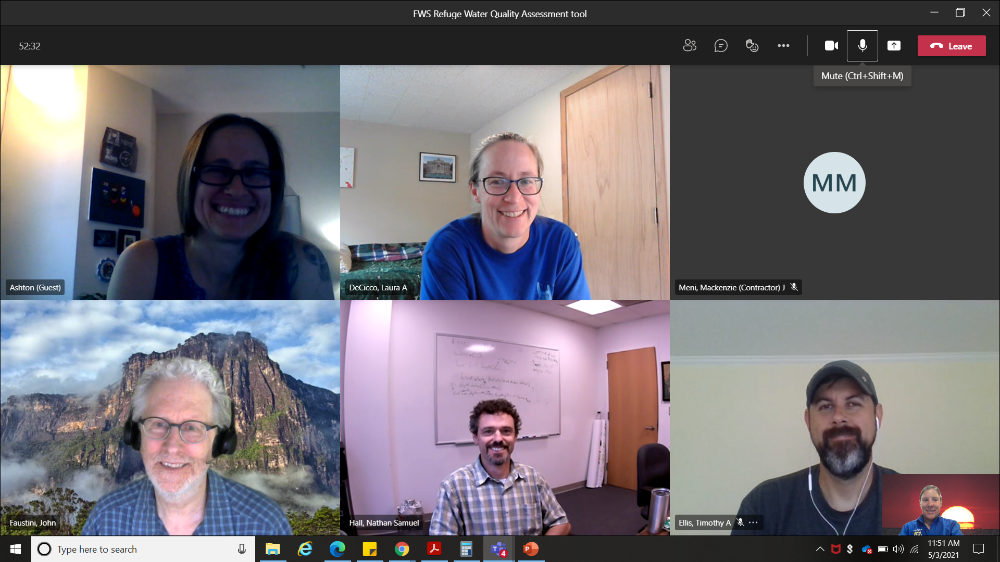 FWS Refuge Water Quality Assessment tool
52:32
Leave
Mute (Ctrl+Shift+M)
MM
Ashton (Guest)
DeCicco, Laura A
Meni, Mackenzie (Contractor) J
Faustini, John
Hall, Nathan Samuel
Ellis, Timothy A
Type here to search
4
P
11:51 AM
5/3/2021